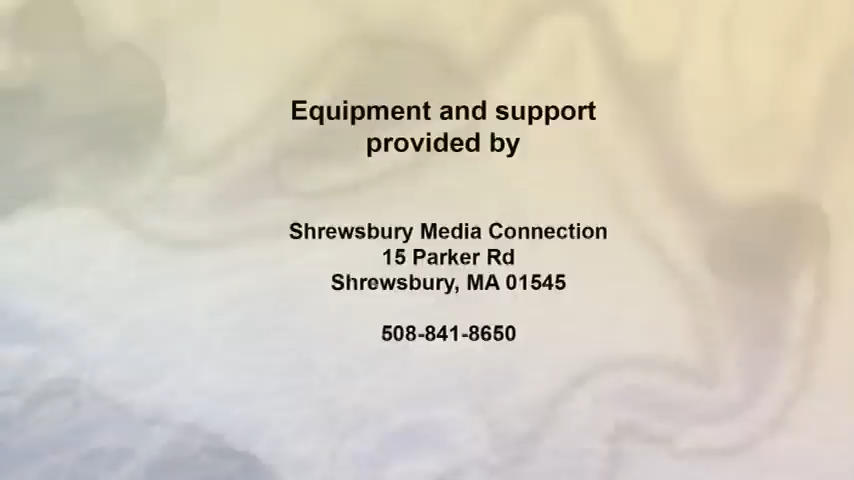 Equipment and support
provided by
Shrewsbury Media Connection
15 Parker Rd
Shrewsbury, MA 01545
508-841-8650